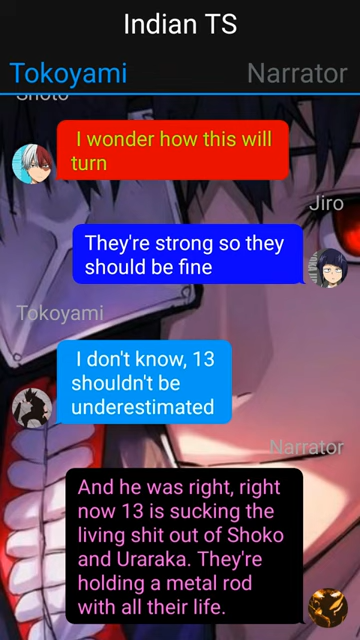 Indian TS
Tokoyami
Narrator
Shoto
I wonder how this will
turn
Jiro
They're strong so they
should be fine
Tokoyami
I don't know, 13
shouldn't be
underestimated
Narrator
And he was right, right
now 13 is sucking the
living shit out of Shoko
and Uraraka. They're
holding a metal rod
with all their life.